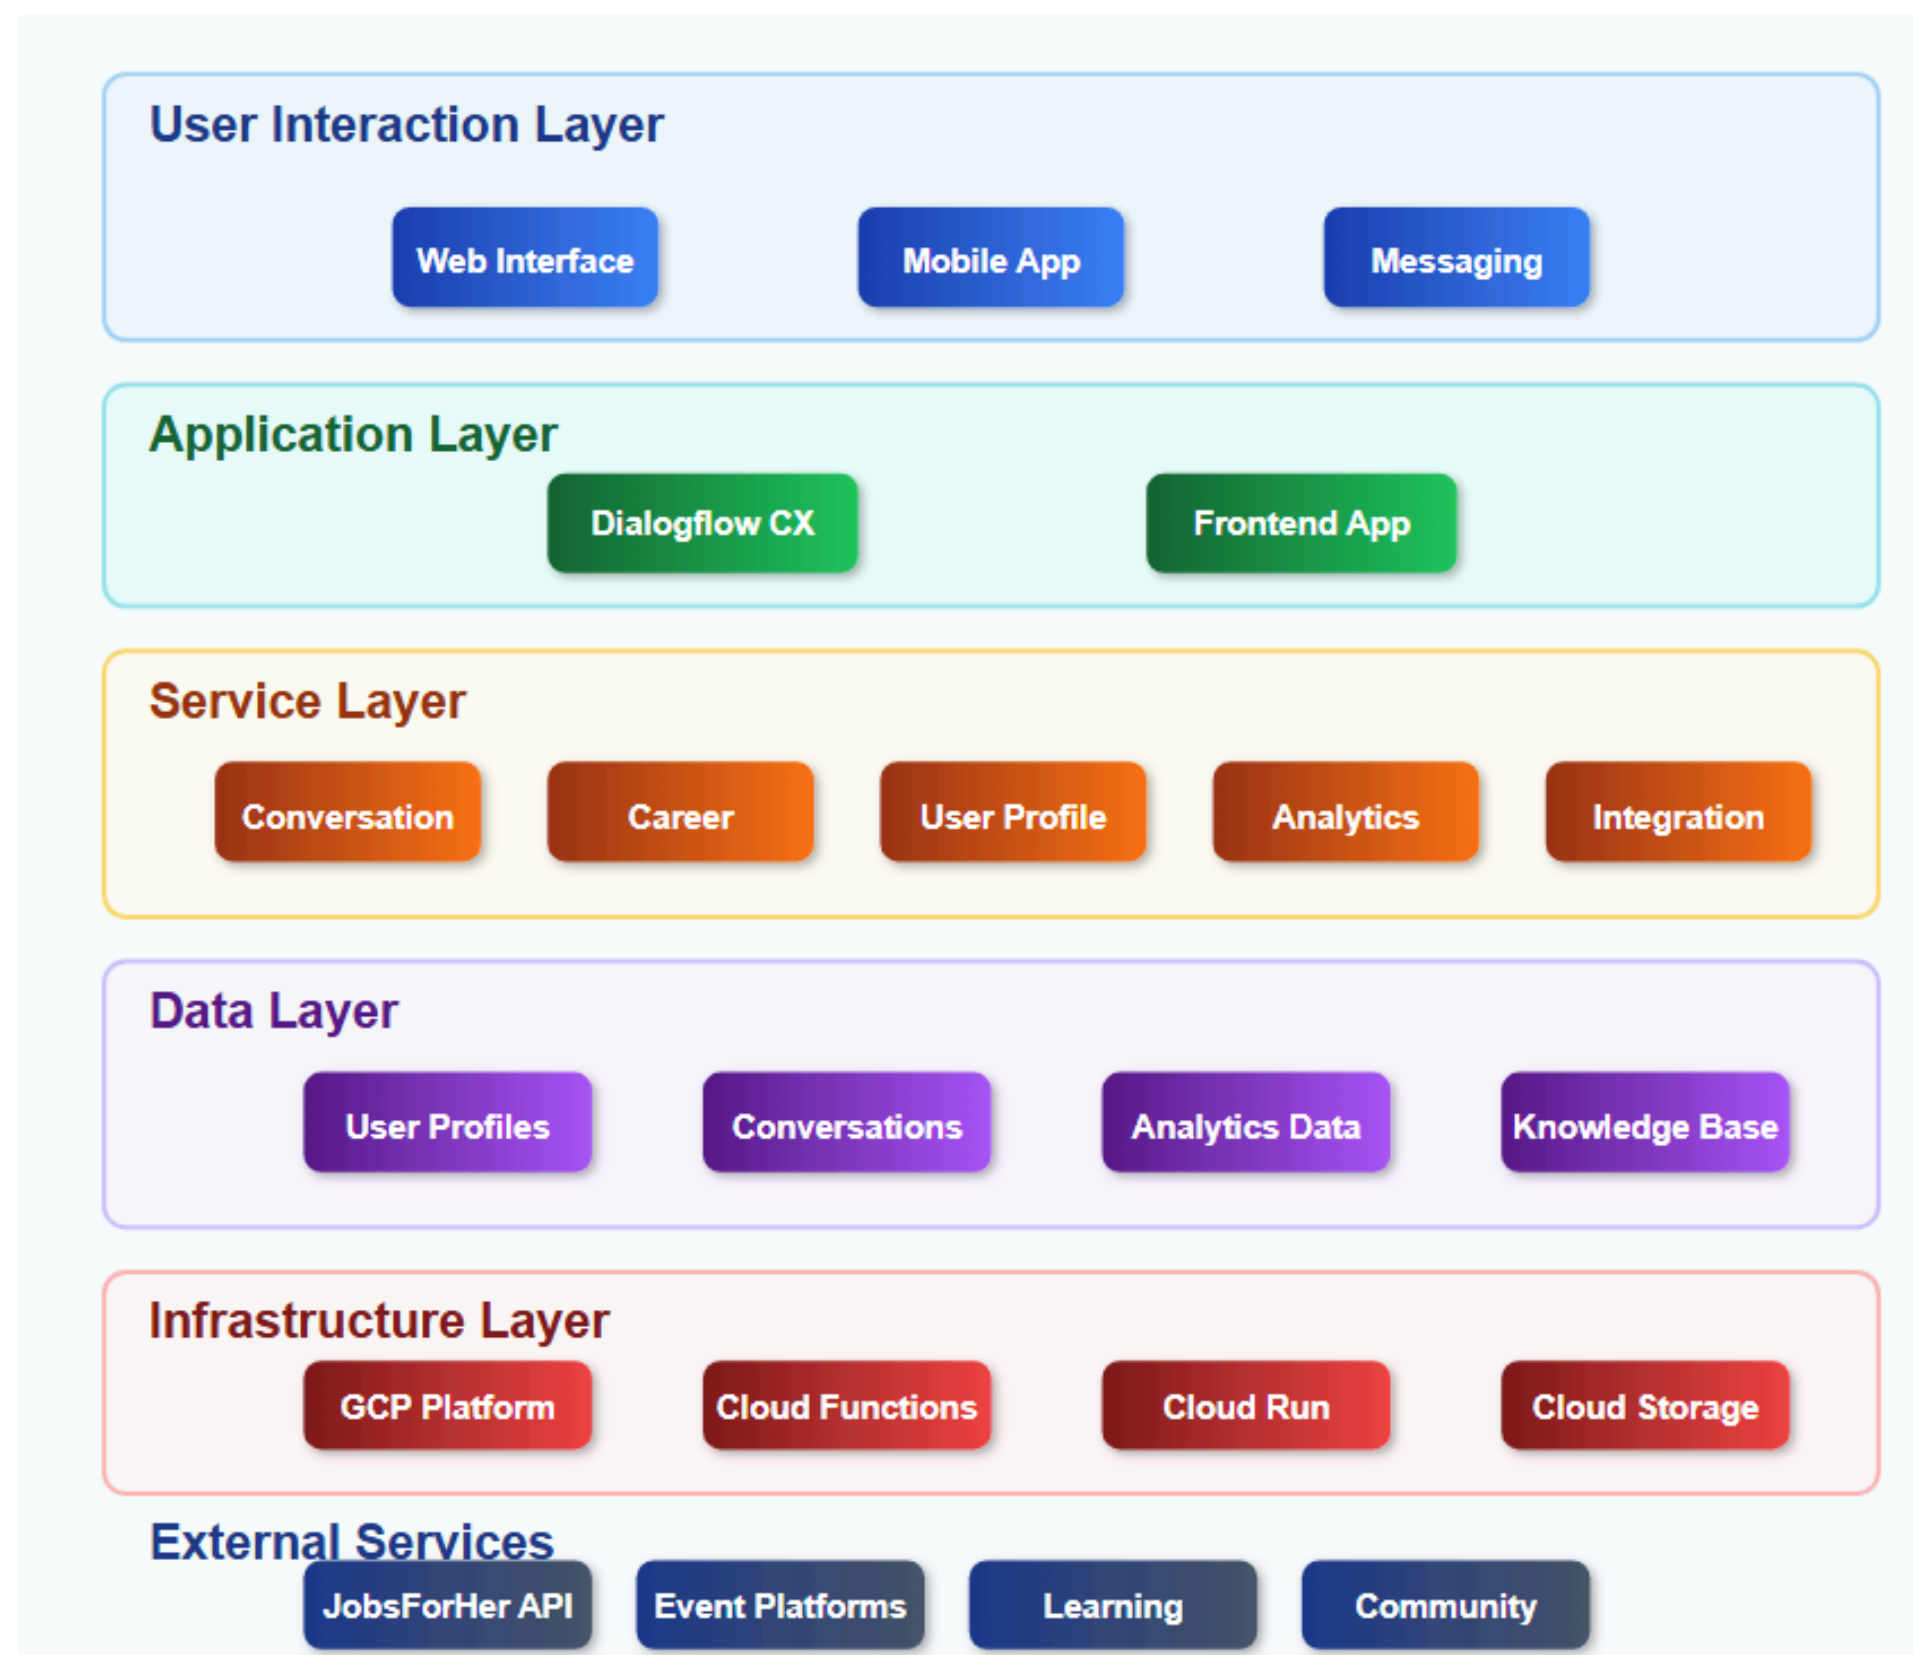 User Interaction Layer
Web Interface
Mobile App
Messaging
Application Layer
Dialogflow CX
Frontend App
Service Layer
Conversation
Career
User Profile
Analytics
Integration
Data Layer
User Profiles
Conversations
Analytics Data
Knowledge Base
Infrastructure Layer
GCP Platform
Cloud Functions
Cloud Run
Cloud Storage
External Services
JobsForHer API
Event Platforms
Learning
Community